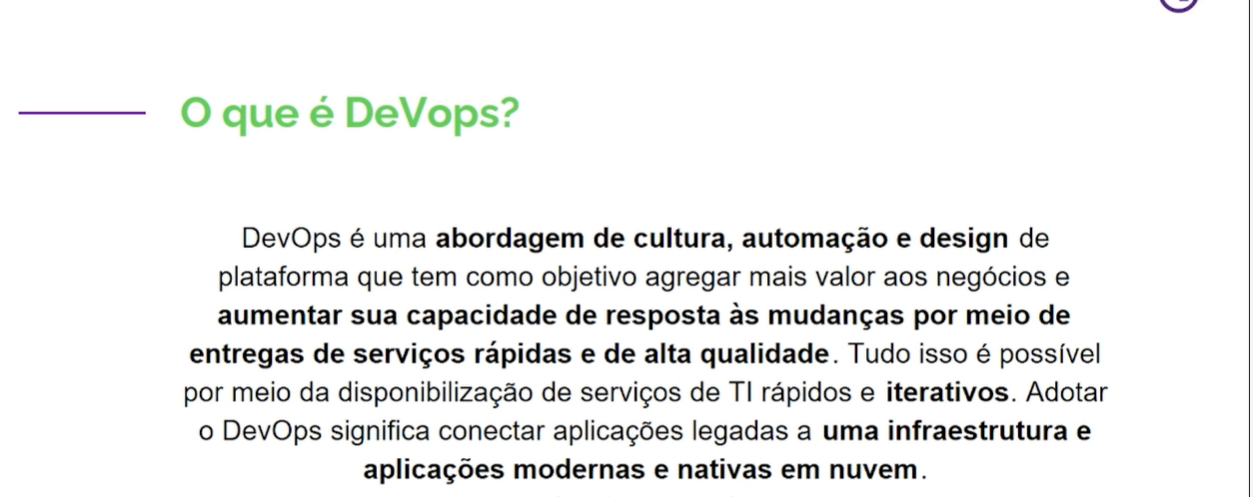 O que é DeVops?
DevOps é uma abordagem de cultura, automação e design de
plataforma que tem como objetivo agregar mais valor aos negócios e
aumentar sua capacidade de resposta às mudanças por meio de
entregas de serviços rápidas e de alta qualidade. Tudo isso é possível
por meio da disponibilização de serviços de TI rápidos e iterativos. Adotar
o DevOps significa conectar aplicações legadas a uma infraestrutura e
aplicações modernas e nativas em nuvem.